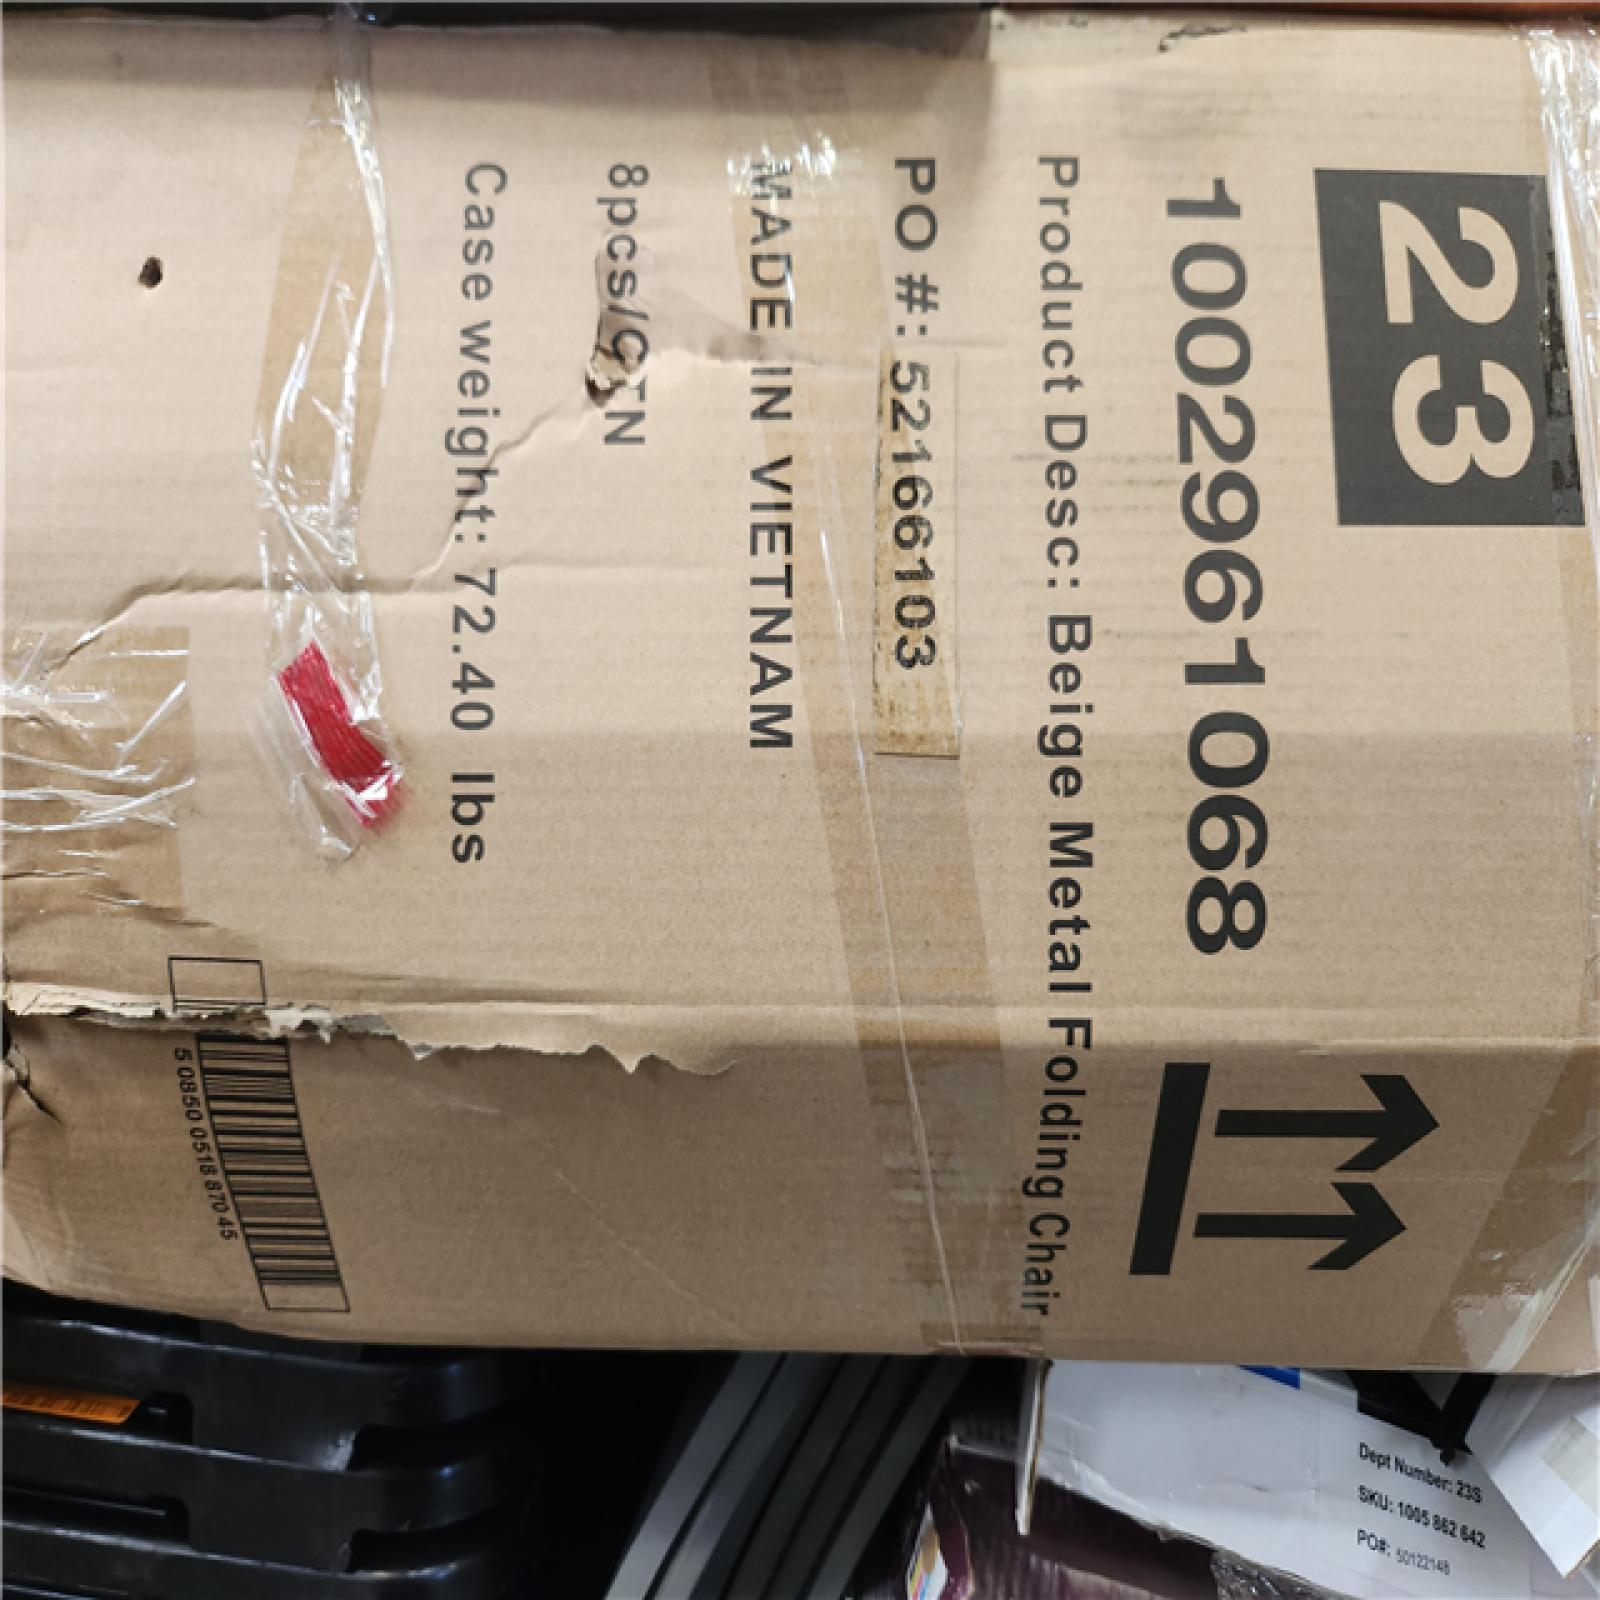 23
1002961068
Product Desc: Beige Metal Folding Chair
PO #: 52166103
MADE IN VIETNAM
8pcs/CTN
Case weight: 72.40 lbs
5 0850 0518 870 45
Dept Number: 23S
SKU: 1005 862 642
PO#: 50122148